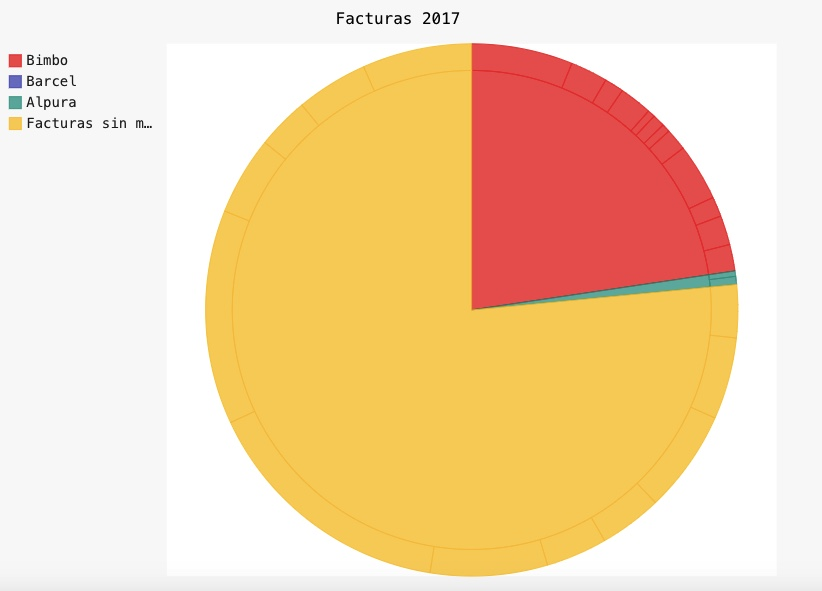 Facturas 2017
Bimbo
Barcel
Alpura
Facturas sin m…